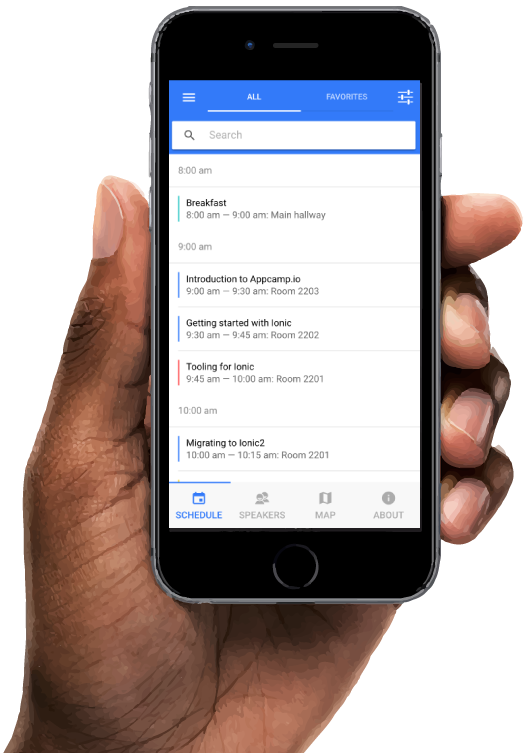 ALL
FAVORITES
Search
8:00 am
Breakfast
8:00 am — 9:00 am: Main hallway
9:00 am
Introduction to Appcamp.io
9:00 am — 9:30 am: Room 2203
Getting started with Ionic
9:30 am — 9:45 am: Room 2202
Tooling for Ionic
9:45 am — 10:00 am: Room 2201
10:00 am
Migrating to Ionic2
10:00 am — 10:15 am: Room 2201
SCHEDULE
SPEAKERS
MAP
ABOUT